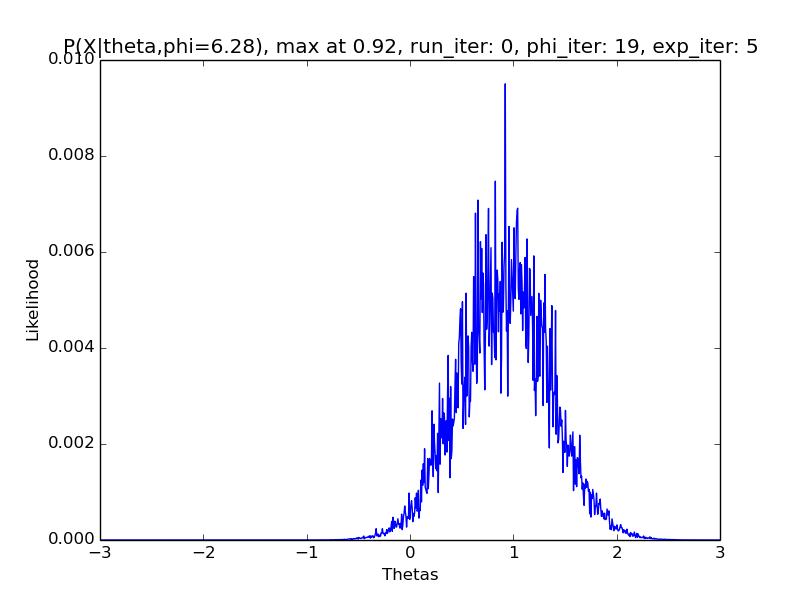 P(X|theta,phi=6.28), max at 0.92, run_iter: 0, phi_iter: 19, exp_iter: 5
0.010
0.008
0.006
0.004
0.002
0.000
Likelihood
−3 −2 −1 0 1 2 3
Thetas